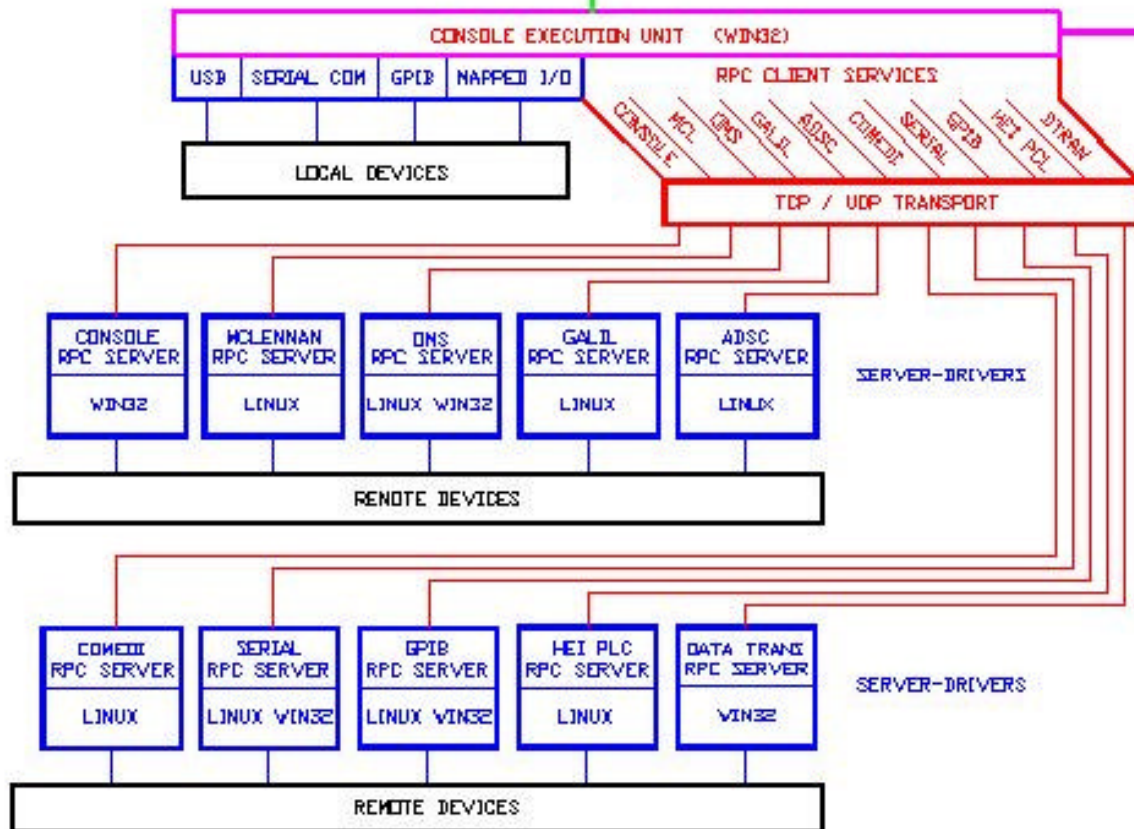 CONSOLE EXECUTION UNIT (WIN32)
USB SERIAL COM GPIB MAPPED I/O
RPC CLIENT SERVICES
CONSOLE MCL OMS GALIL ADSC COMEDI SERIAL GPIB HEI PCL DTRAN
LOCAL DEVICES
TCP / UDP TRANSPORT
CONSOLE
RPC SERVER
WIN32
MCLENNAN
RPC SERVER
LINUX
OMS
RPC SERVER
LINUX WIN32
GALIL
RPC SERVER
LINUX
ADSC
RPC SERVER
LINUX
SERVER-DRIVERS
REMOTE DEVICES
COMEDI
RPC SERVER
LINUX
SERIAL
RPC SERVER
LINUX WIN32
GPIB
RPC SERVER
LINUX WIN32
HEI PLC
RPC SERVER
LINUX
DATA TRANS
RPC SERVER
WIN32
SERVER-DRIVERS
REMOTE DEVICES